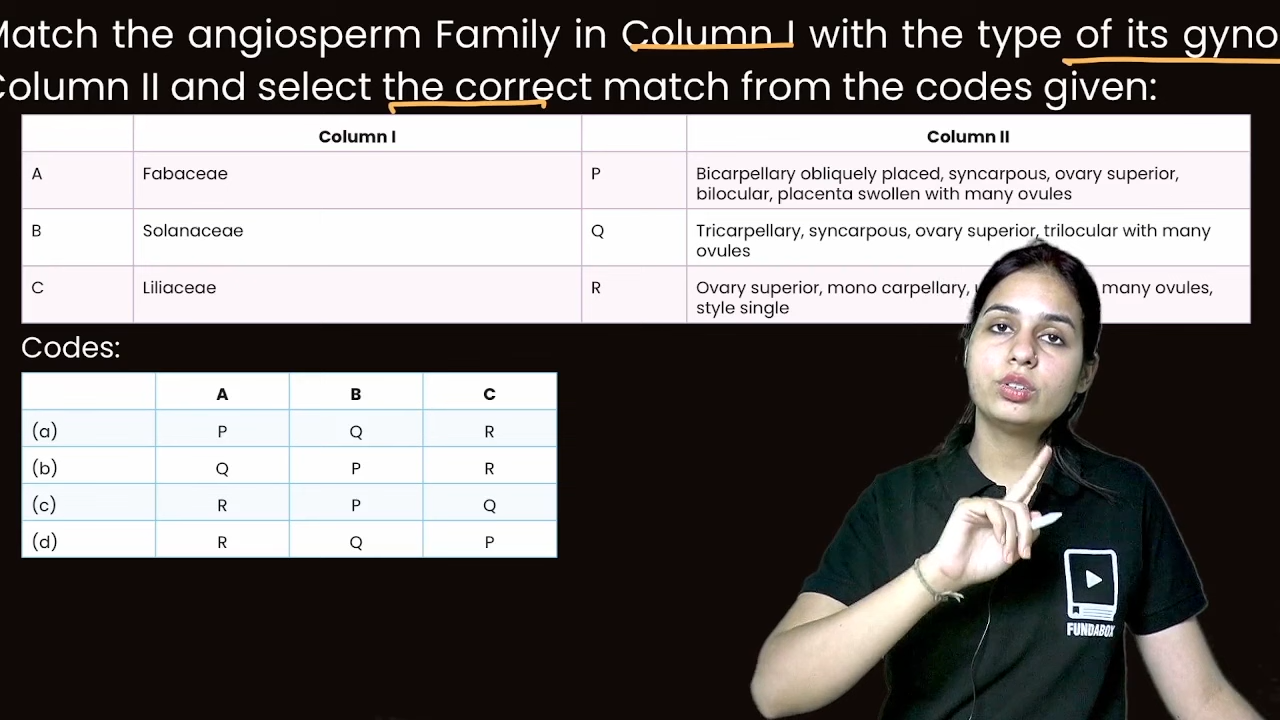 Match the angiosperm Family in Column I with the type of its gyno
Column II and select the correct match from the codes given:
Column I Column II
A Fabaceae P Bicarpellary obliquely placed, syncarpous, ovary superior,
bilocular, placenta swollen with many ovules
B Solanaceae Q Tricarpellary, syncarpous, ovary superior, trilocular with many
ovules
C Liliaceae R Ovary superior, mono carpellary, many ovules,
style single
Codes:
A B C
(a) P Q R
(b) Q P R
(c) R P Q
(d) R Q P
FUNDABOX